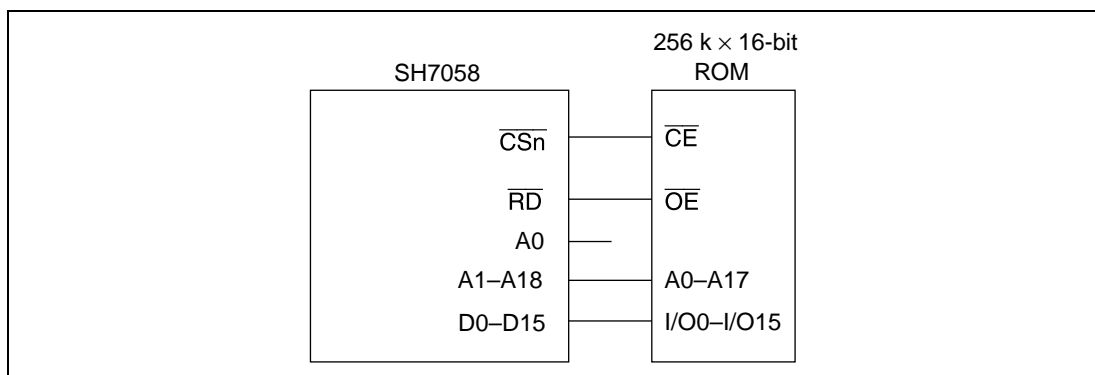 256 k × 16-bit
SH7058 ROM
CSn CE
RD OE
A0
A1–A18 A0–A17
D0–D15 I/O0–I/O15